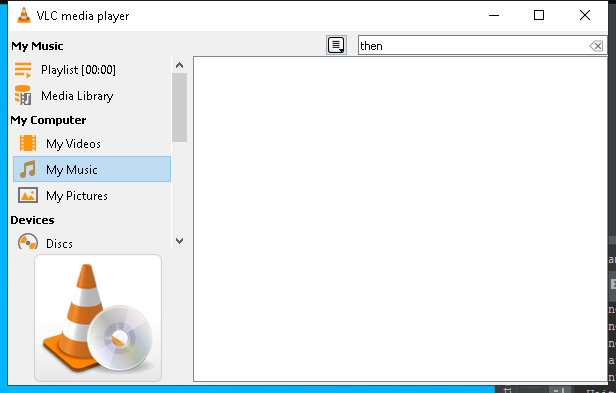 VLC media player
My Music
then
Playlist [00:00]
Media Library
My Computer
My Videos
My Music
My Pictures
Devices
Discs